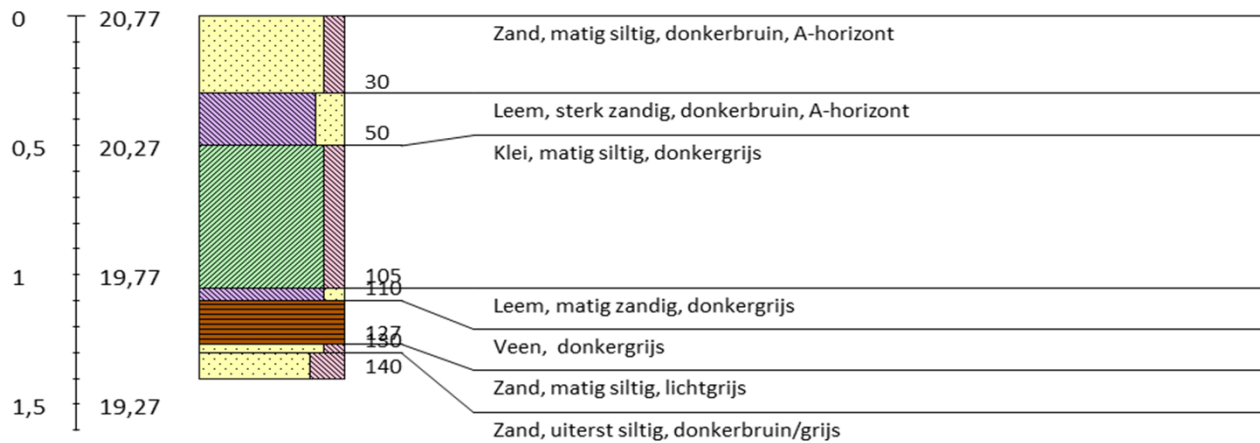 0 20,77
Zand, matig siltig, donkerbruin, A-horizont
30
Leem, sterk zandig, donkerbruin, A-horizont
50
0,5 20,27
Klei, matig siltig, donkergrijs
1 19,77
105
110
Leem, matig zandig, donkergrijs
127
130
Veen, donkergrijs
140
Zand, matig siltig, lichtgrijs
1,5 19,27
Zand, uiterst siltig, donkerbruin/grijs